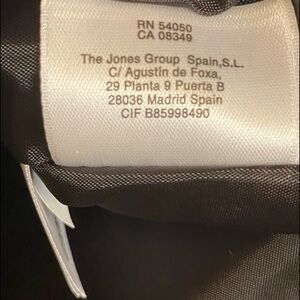 RN 54050
CA 08349
The Jones Group Spain,S.L.
C/ Agustin de Foxa,
29 Planta 9 Puerta B
28036 Madrid Spain
CIF B85998490